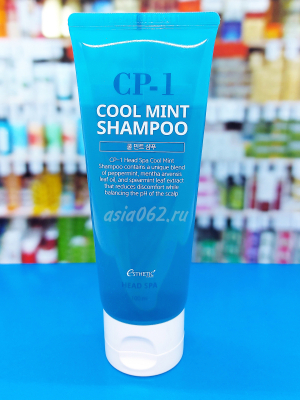 CP-1
COOL MINT
SHAMPOO
쿨 민트 샴푸
CP-1 Head Spa Cool Mint
Shampoo contains a unique blend
of peppermint, mentha arvensis
leaf oil, and spearmint leaf extract
that reduces discomfort while
balancing the pH of the scalp
asia062.ru
ESTHETIC
HEAD SPA